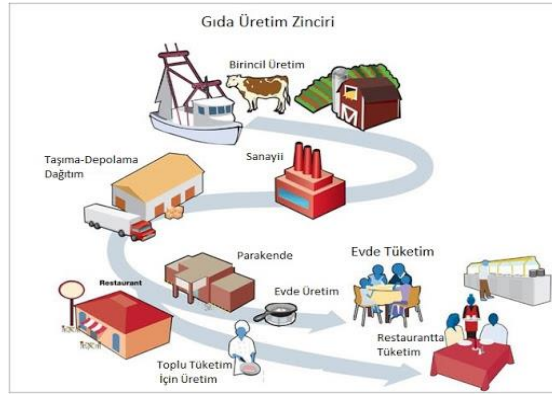 Gıda Üretim Zinciri
Birincil Üretim
Sanayii
Taşıma-Depolama
Dağıtım
Parakende
Evde Tüketim
Restaurant
Evde Üretim
Restaurantta
Tüketim
Toplu Tüketim
İçin Üretim